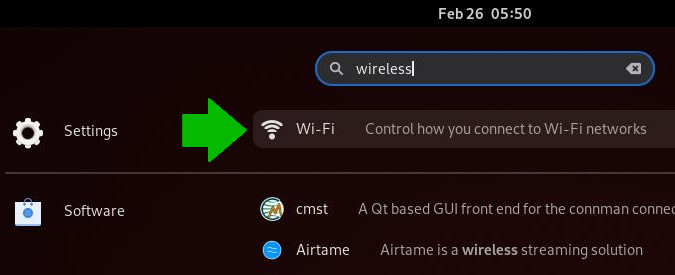 Feb 26 05:50
wireless
Settings
Wi-Fi Control how you connect to Wi-Fi networks
Software
cmst A Qt based GUI front end for the connman connec
Airtame Airtame is a wireless streaming solution